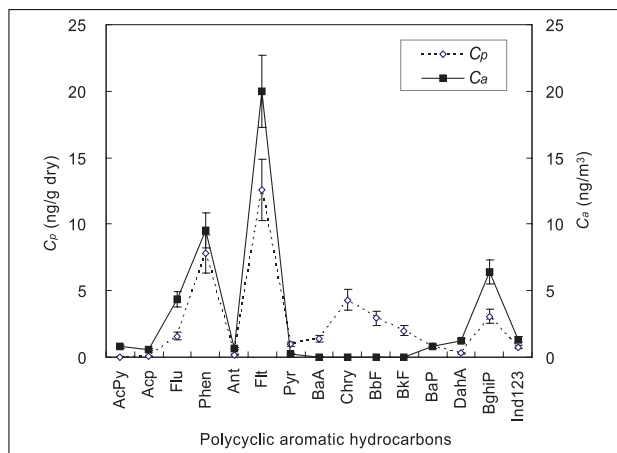 25
20
15
10
5
0
Cp (ng/g dry)
25
20
15
10
5
0
Ca (ng/m³)
Cp
Ca
AcPy
Acp
Flu
Phen
Ant
Flt
Pyr
BaA
Chry
BbF
BkF
BaP
DahA
BghiP
Ind123
Polycyclic aromatic hydrocarbons